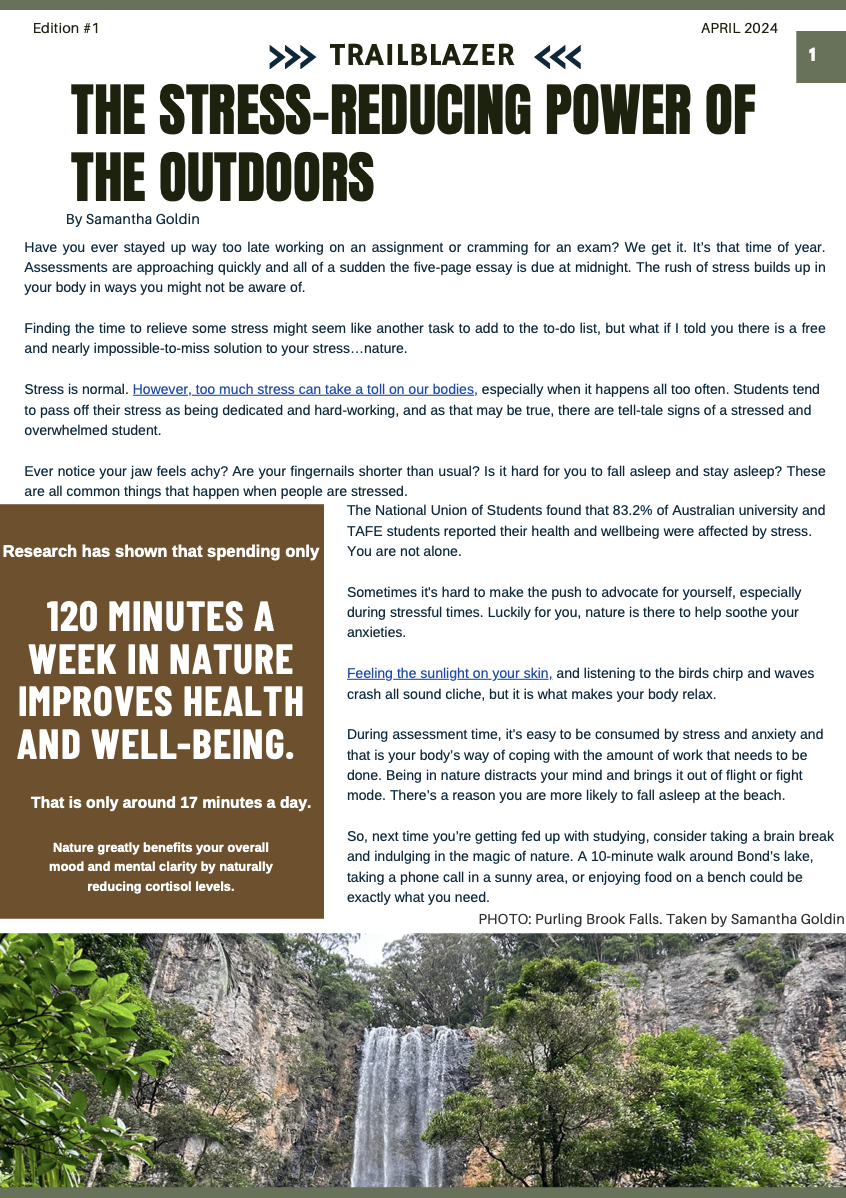 Edition #1
APRIL 2024
>>> TRAILBLAZER <<<
1
THE STRESS-REDUCING POWER OF
THE OUTDOORS
By Samantha Goldin
Have you ever stayed up way too late working on an assignment or cramming for an exam? We get it. It's that time of year.
Assessments are approaching quickly and all of a sudden the five-page essay is due at midnight. The rush of stress builds up in
your body in ways you might not be aware of.
Finding the time to relieve some stress might seem like another task to add to the to-do list, but what if I told you there is a free
and nearly impossible-to-miss solution to your stress…nature.
Stress is normal. However, too much stress can take a toll on our bodies, especially when it happens all too often. Students tend
to pass off their stress as being dedicated and hard-working, and as that may be true, there are tell-tale signs of a stressed and
overwhelmed student.
Ever notice your jaw feels achy? Are your fingernails shorter than usual? Is it hard for you to fall asleep and stay asleep? These
are all common things that happen when people are stressed.
Research has shown that spending only
120 MINUTES A
WEEK IN NATURE
IMPROVES HEALTH
AND WELL-BEING.
That is only around 17 minutes a day.
Nature greatly benefits your overall
mood and mental clarity by naturally
reducing cortisol levels.
The National Union of Students found that 83.2% of Australian university and
TAFE students reported their health and wellbeing were affected by stress.
You are not alone.
Sometimes it's hard to make the push to advocate for yourself, especially
during stressful times. Luckily for you, nature is there to help soothe your
anxieties.
Feeling the sunlight on your skin, and listening to the birds chirp and waves
crash all sound cliche, but it is what makes your body relax.
During assessment time, it's easy to be consumed by stress and anxiety and
that is your body's way of coping with the amount of work that needs to be
done. Being in nature distracts your mind and brings it out of flight or fight
mode. There's a reason you are more likely to fall asleep at the beach.
So, next time you're getting fed up with studying, consider taking a brain break
and indulging in the magic of nature. A 10-minute walk around Bond's lake,
taking a phone call in a sunny area, or enjoying food on a bench could be
exactly what you need.
PHOTO: Purling Brook Falls. Taken by Samantha Goldin